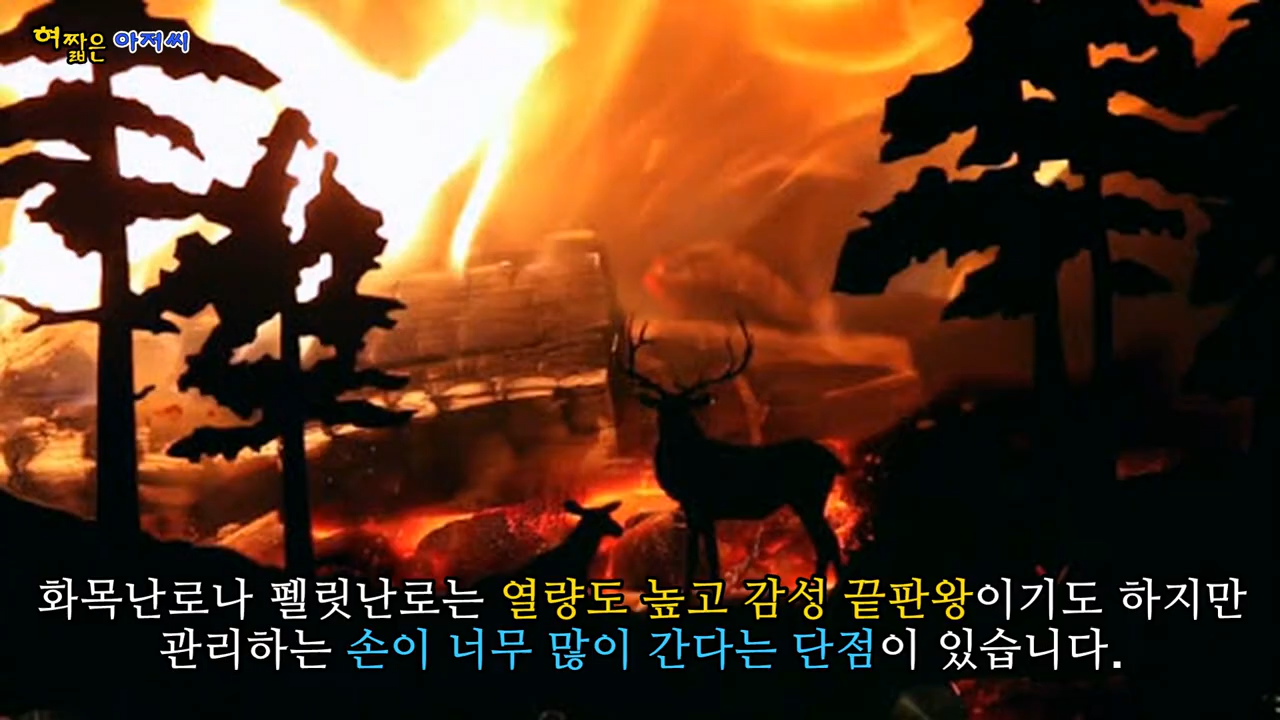 혀짧은 아저씨
화목난로나 펠릿난로는 열량도 높고 감성 끝판왕이기도 하지만
관리하는 손이 너무 많이 간다는 단점이 있습니다.